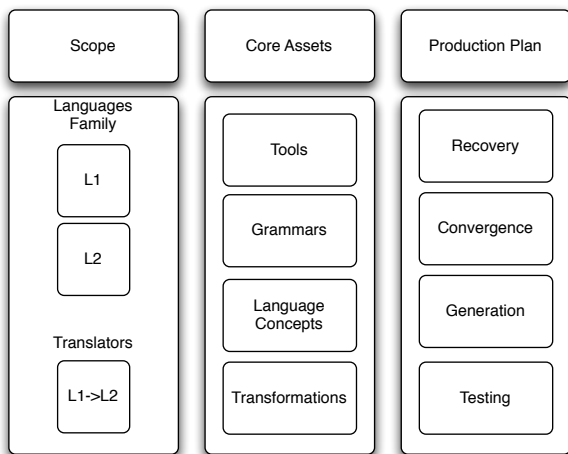 Scope
Core Assets
Production Plan
Languages
Family
L1
L2
Translators
L1->L2
Tools
Grammars
Language
Concepts
Transformations
Recovery
Convergence
Generation
Testing